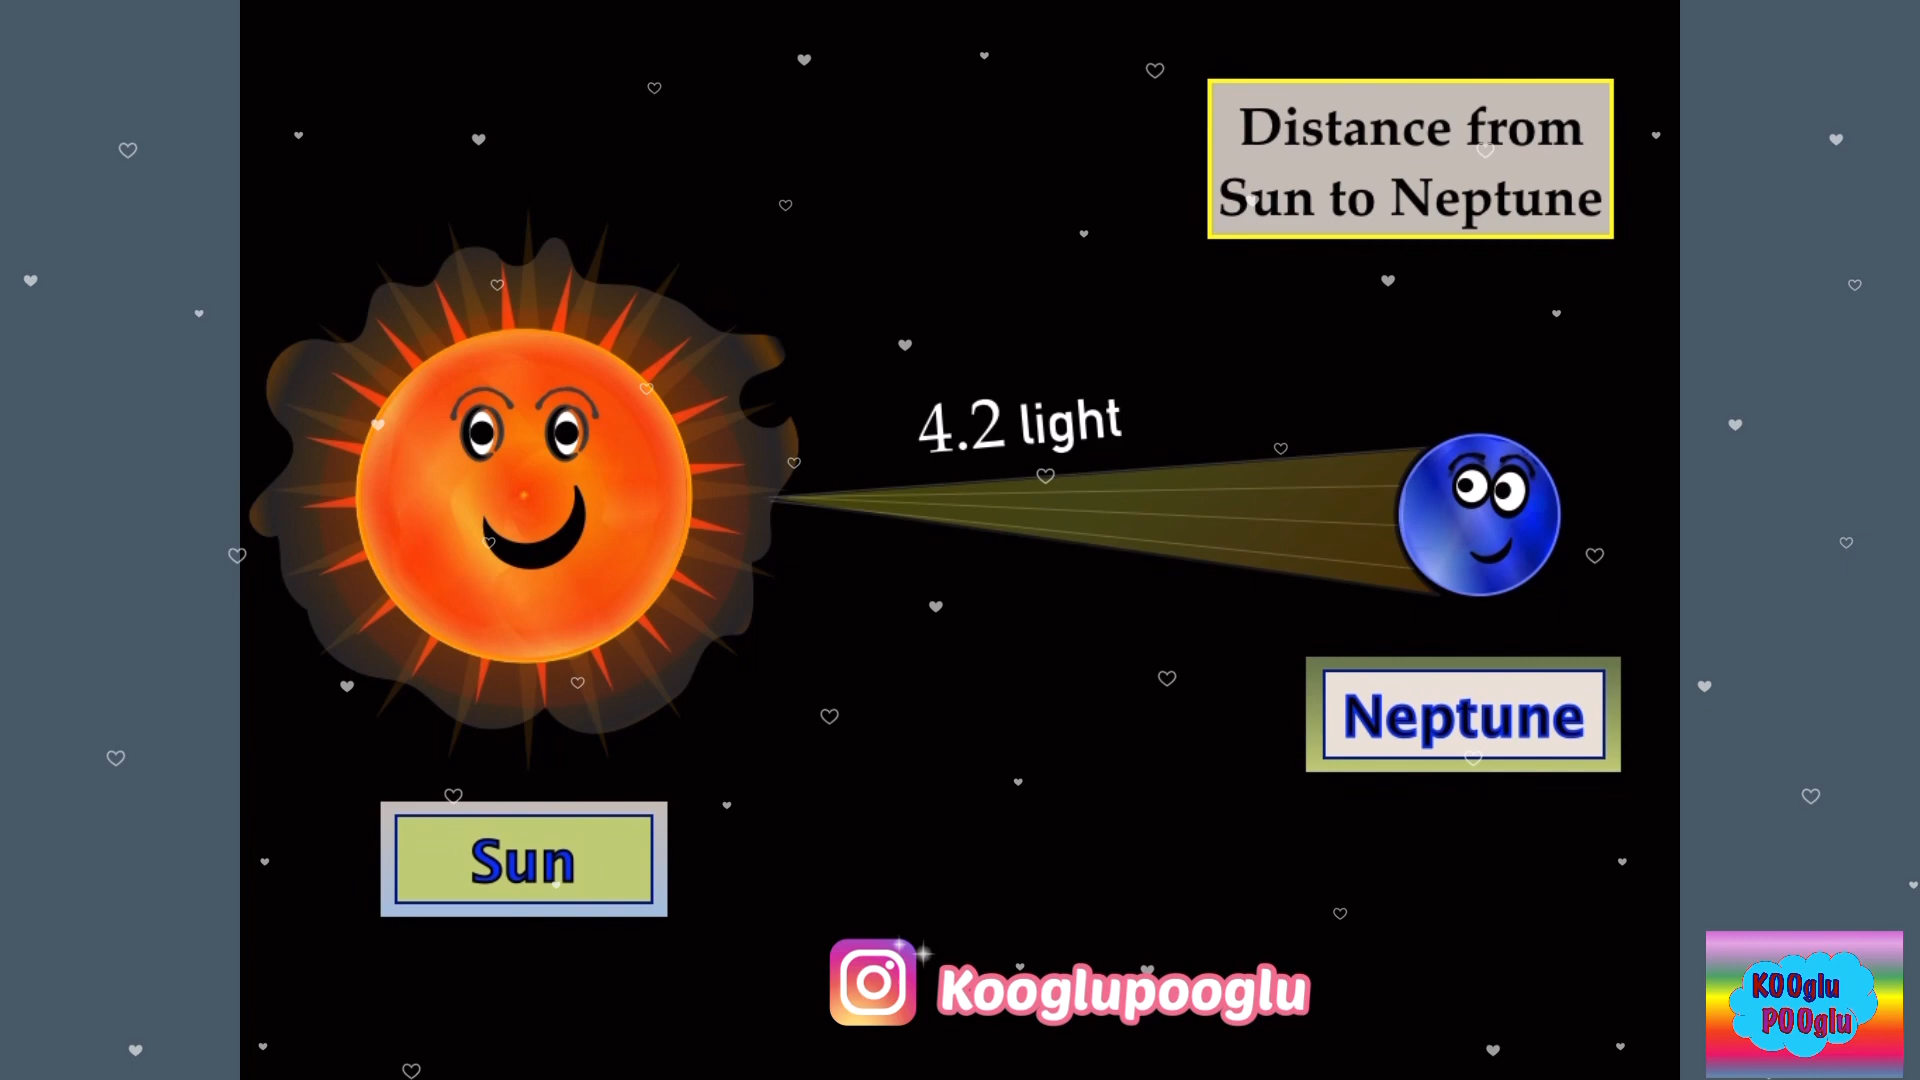 Distance from
Sun to Neptune
4.2 light
Neptune
Sun
Kooglupooglu
KOOglu
POOglu